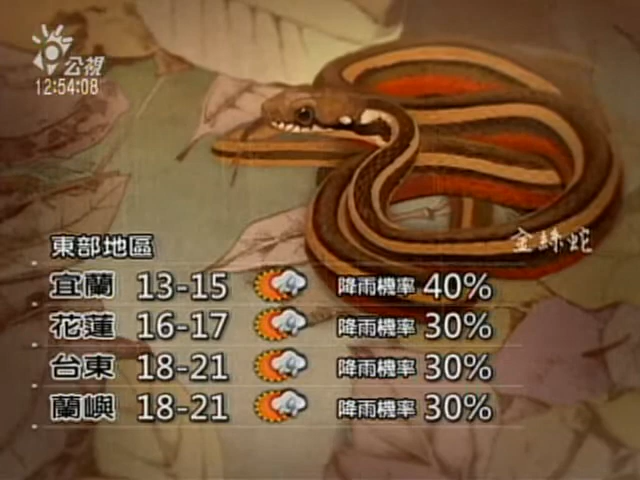 公視
12:54:08
金絲蛇
東部地區
宜蘭 13-15 降雨機率 40%
花蓮 16-17 降雨機率 30%
台東 18-21 降雨機率 30%
蘭嶼 18-21 降雨機率 30%